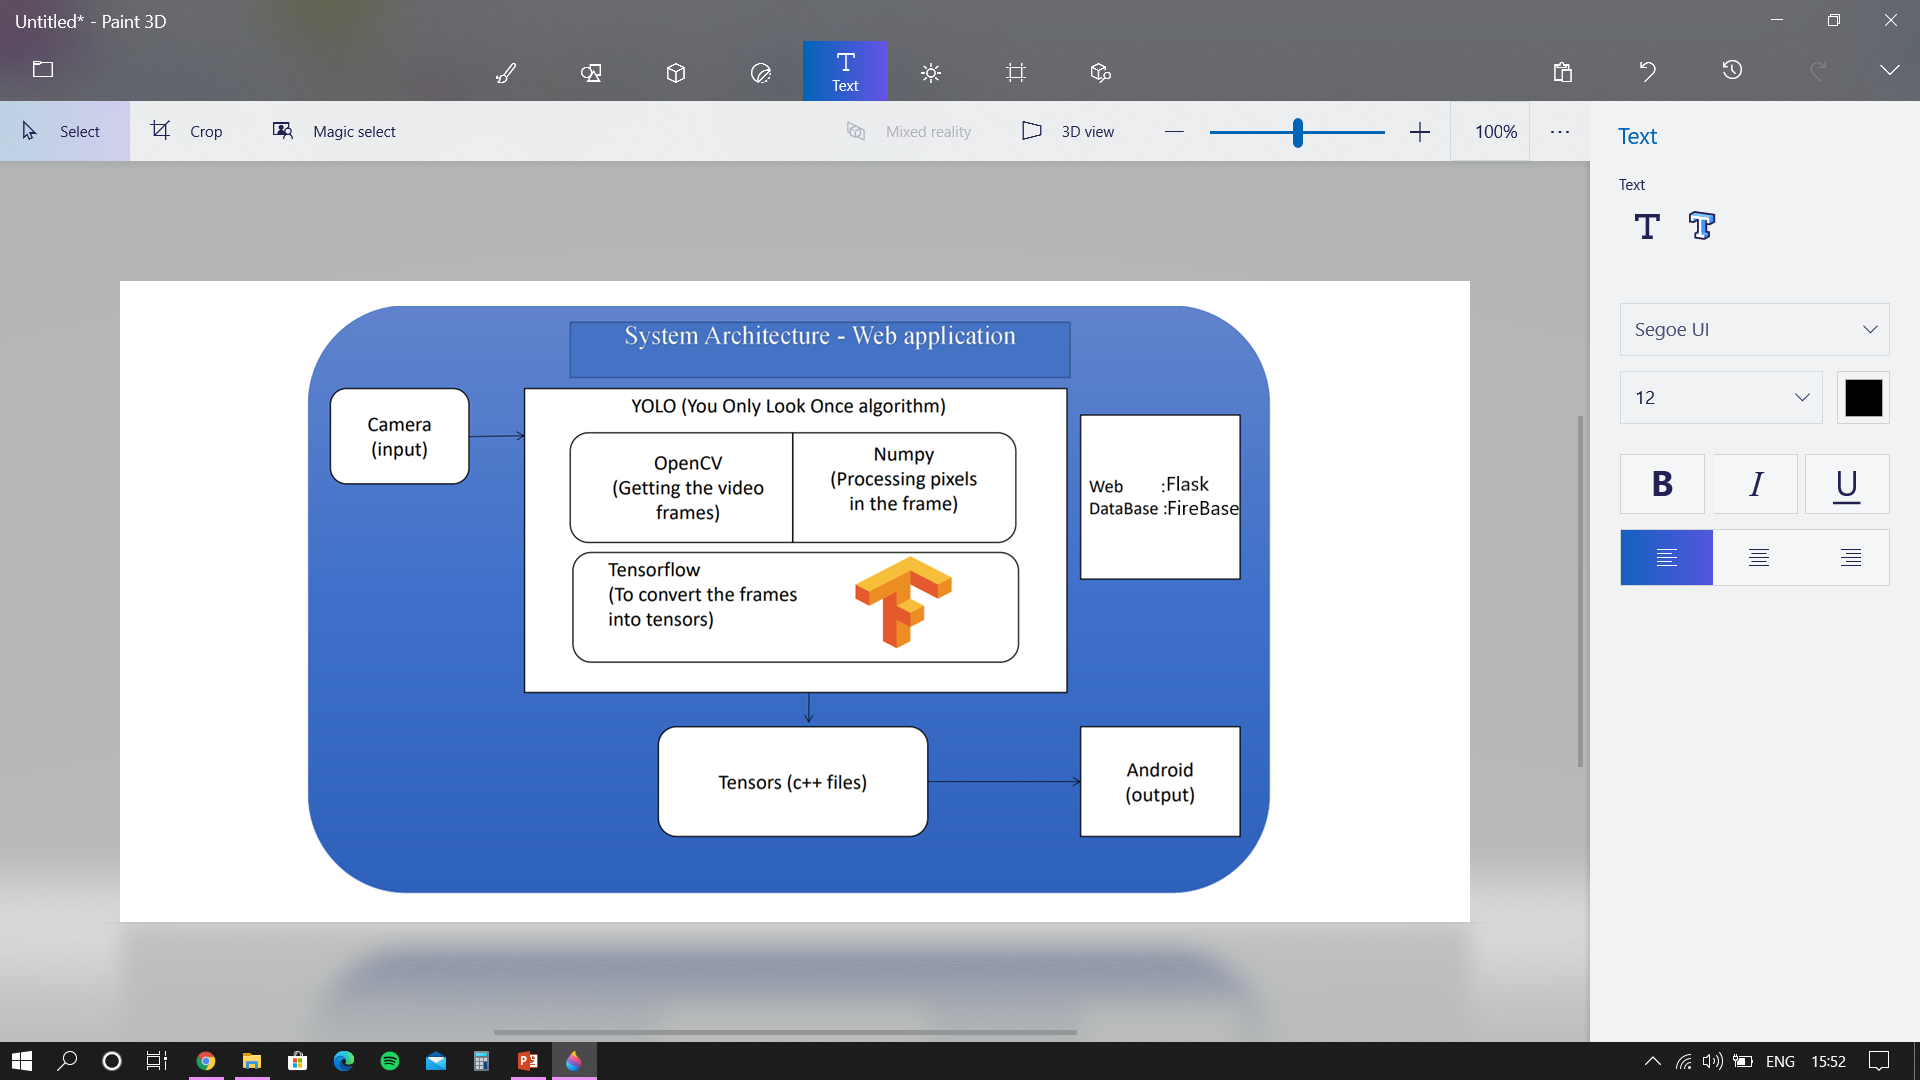 Untitled* - Paint 3D
Text
Select
Crop
Magic select
Mixed reality
3D view
100%
Text
Text
Segoe UI
12
B
I
U
System Architecture - Web application
Camera
(input)
YOLO (You Only Look Once algorithm)
OpenCV
(Getting the video
frames)
Numpy
(Processing pixels
in the frame)
Tensorflow
(To convert the frames
into tensors)
Web :Flask
DataBase :FireBase
Tensors (c++ files)
Android
(output)
ENG
15:52